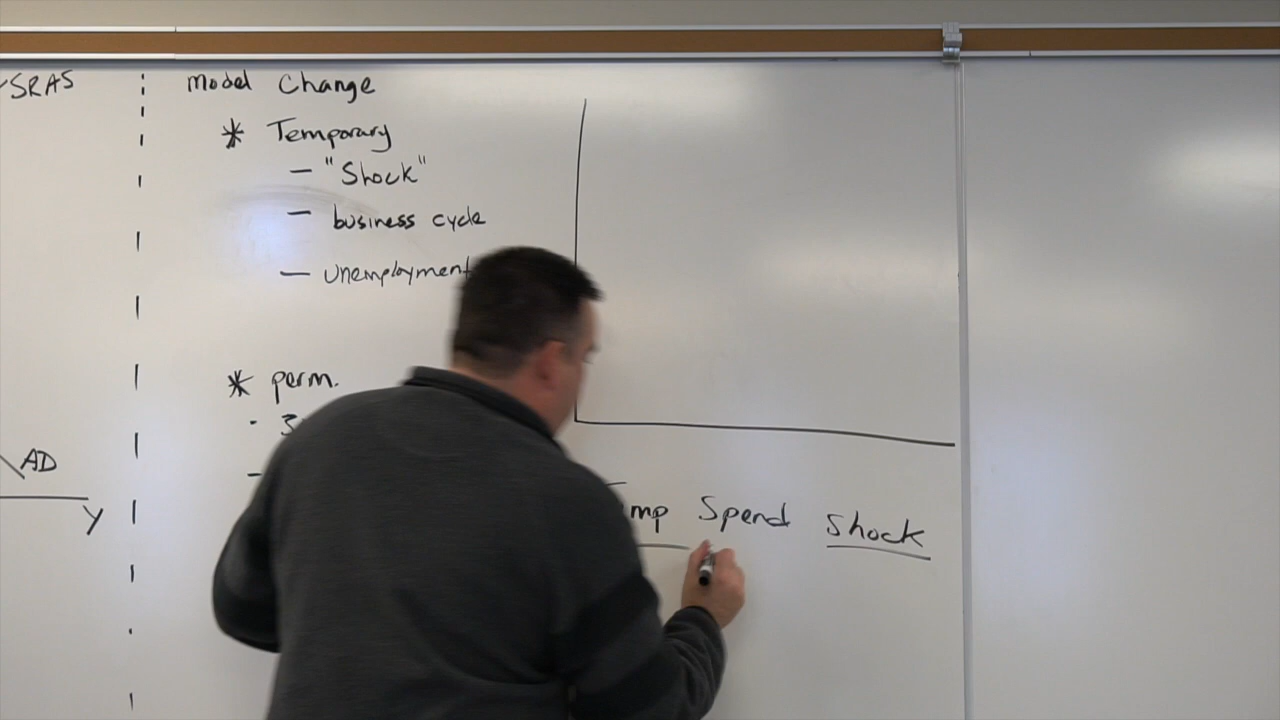 SRAS
AD
Y
Model Change
* Temporary
— "Shock"
— business cycle
— unemployment
* perm.
mp Spend Shock